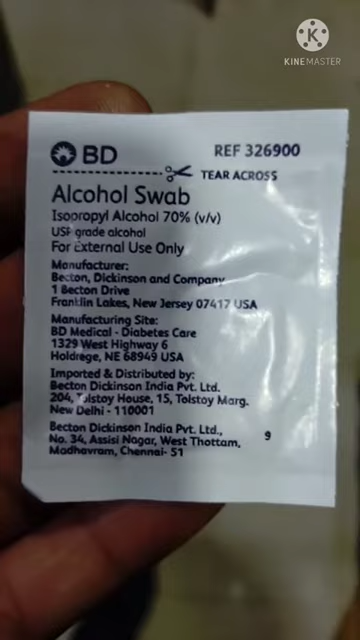 K
KINEMASTER
BD
REF 326900
TEAR ACROSS
Alcohol Swab
Isopropyl Alcohol 70% (v/v)
USP grade alcohol
For External Use Only
Manufacturer:
Becton, Dickinson and Company
1 Becton Drive
Franklin Lakes, New Jersey 07417 USA
Manufacturing Site:
BD Medical - Diabetes Care
1329 West Highway 6
Holdrege, NE 68949 USA
Imported & Distributed by:
Becton Dickinson India Pvt. Ltd.
204, Tolstoy House, 15, Tolstoy Marg.
New Delhi - 110001
Becton Dickinson India Pvt. Ltd.,
No. 34, Assisi Nagar, West Thottam,
Madhavram, Chennai- 51
9